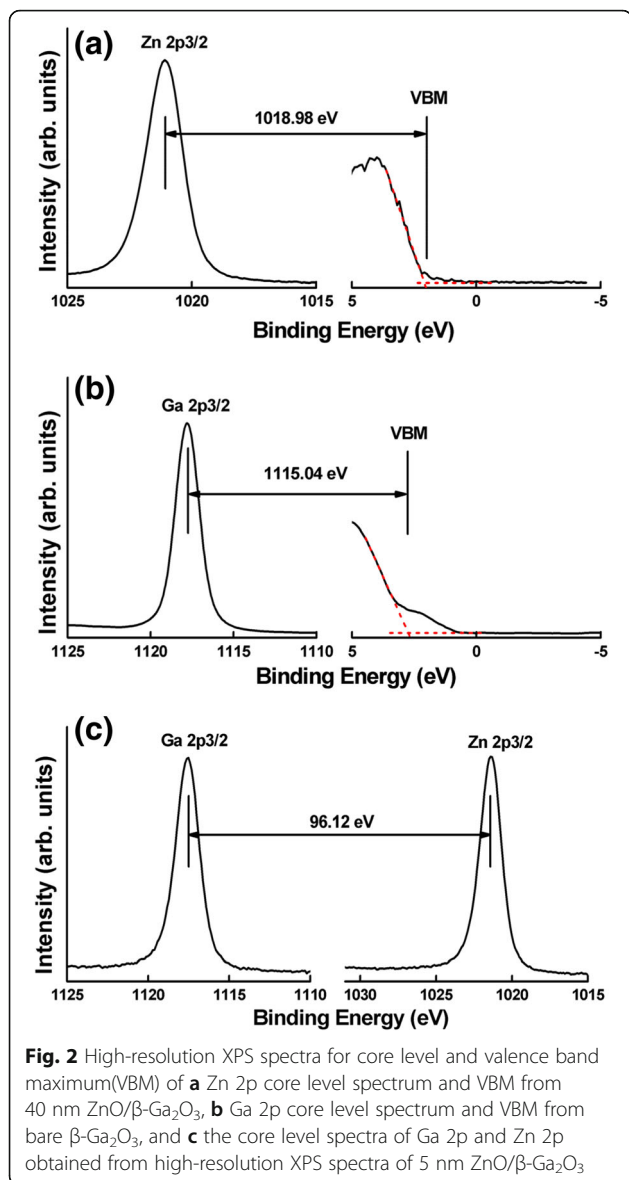 (a)
Zn 2p3/2
VBM
1018.98 eV
Intensity (arb. units)
1025 1020 1015 5 0 -5
Binding Energy (eV)
(b)
Ga 2p3/2
VBM
1115.04 eV
Intensity (arb. units)
1125 1120 1115 1110 5 0 -5
Binding Energy (eV)
(c)
Ga 2p3/2
Zn 2p3/2
96.12 eV
Intensity (arb. units)
1125 1120 1115 1110 1030 1025 1020 1015
Binding Energy (eV)
Fig. 2 High-resolution XPS spectra for core level and valence band
maximum(VBM) of a Zn 2p core level spectrum and VBM from
40 nm ZnO/β-Ga₂O₃, b Ga 2p core level spectrum and VBM from
bare β-Ga₂O₃, and c the core level spectra of Ga 2p and Zn 2p
obtained from high-resolution XPS spectra of 5 nm ZnO/β-Ga₂O₃